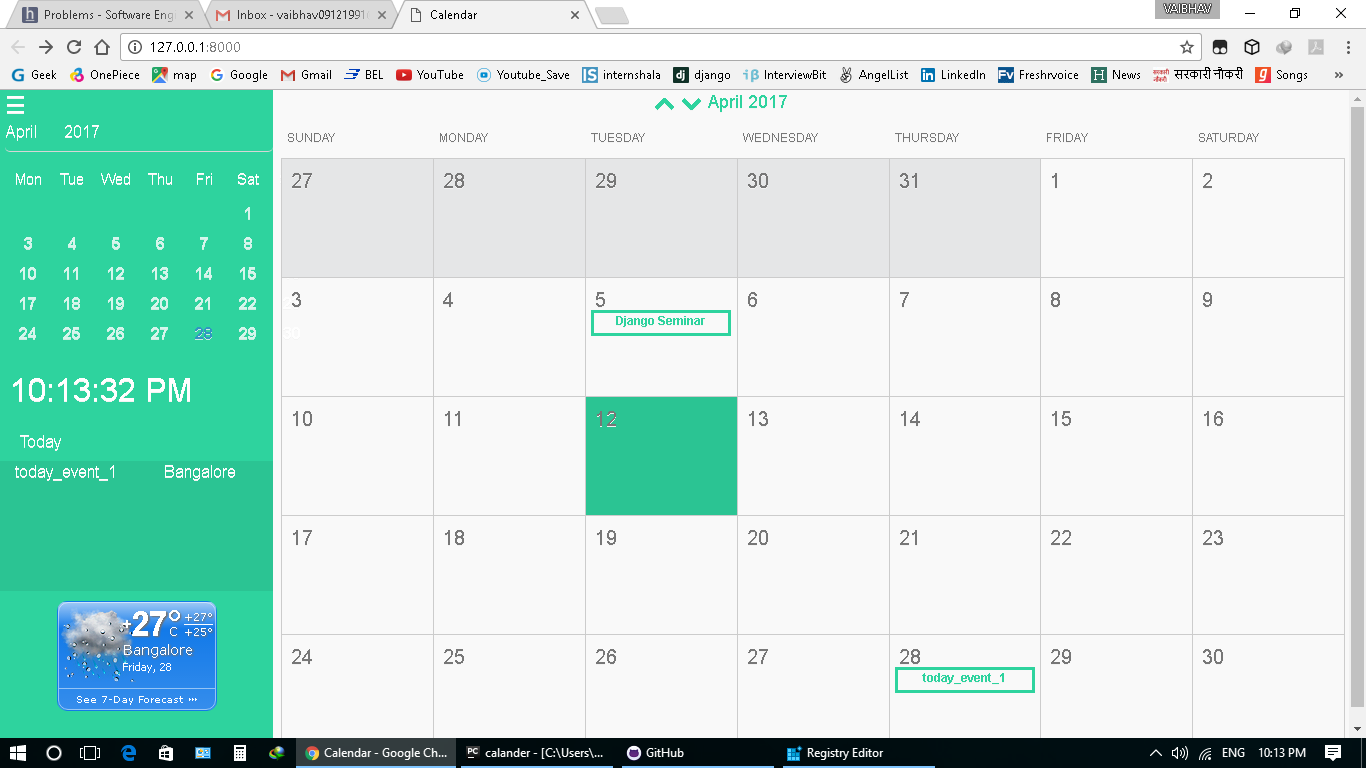 Problems - Software Eng
Inbox - vaibhav09121991
Calendar
VAIBHAV
127.0.0.1:8000
Geek OnePiece map Google Gmail BEL YouTube Youtube_Save internshala django InterviewBit AngelList LinkedIn Freshrvoice News सरकारी नौकरी Songs »
April 2017
Mon Tue Wed Thu Fri Sat
1
3 4 5 6 7 8
10 11 12 13 14 15
17 18 19 20 21 22
24 25 26 27 28 29 30
10:13:32 PM
Today
today_event_1 Bangalore
+27° C +27° +25°
Bangalore
Friday, 28
See 7-Day Forecast
April 2017
SUNDAY MONDAY TUESDAY WEDNESDAY THURSDAY FRIDAY SATURDAY
27 28 29 30 31 1 2
3 4 5 6 7 8 9
Django Seminar
10 11 12 13 14 15 16
17 18 19 20 21 22 23
24 25 26 27 28 29 30
today_event_1
Calendar - Google Ch...
calander - [C:\Users\...
GitHub
Registry Editor
ENG
10:13 PM